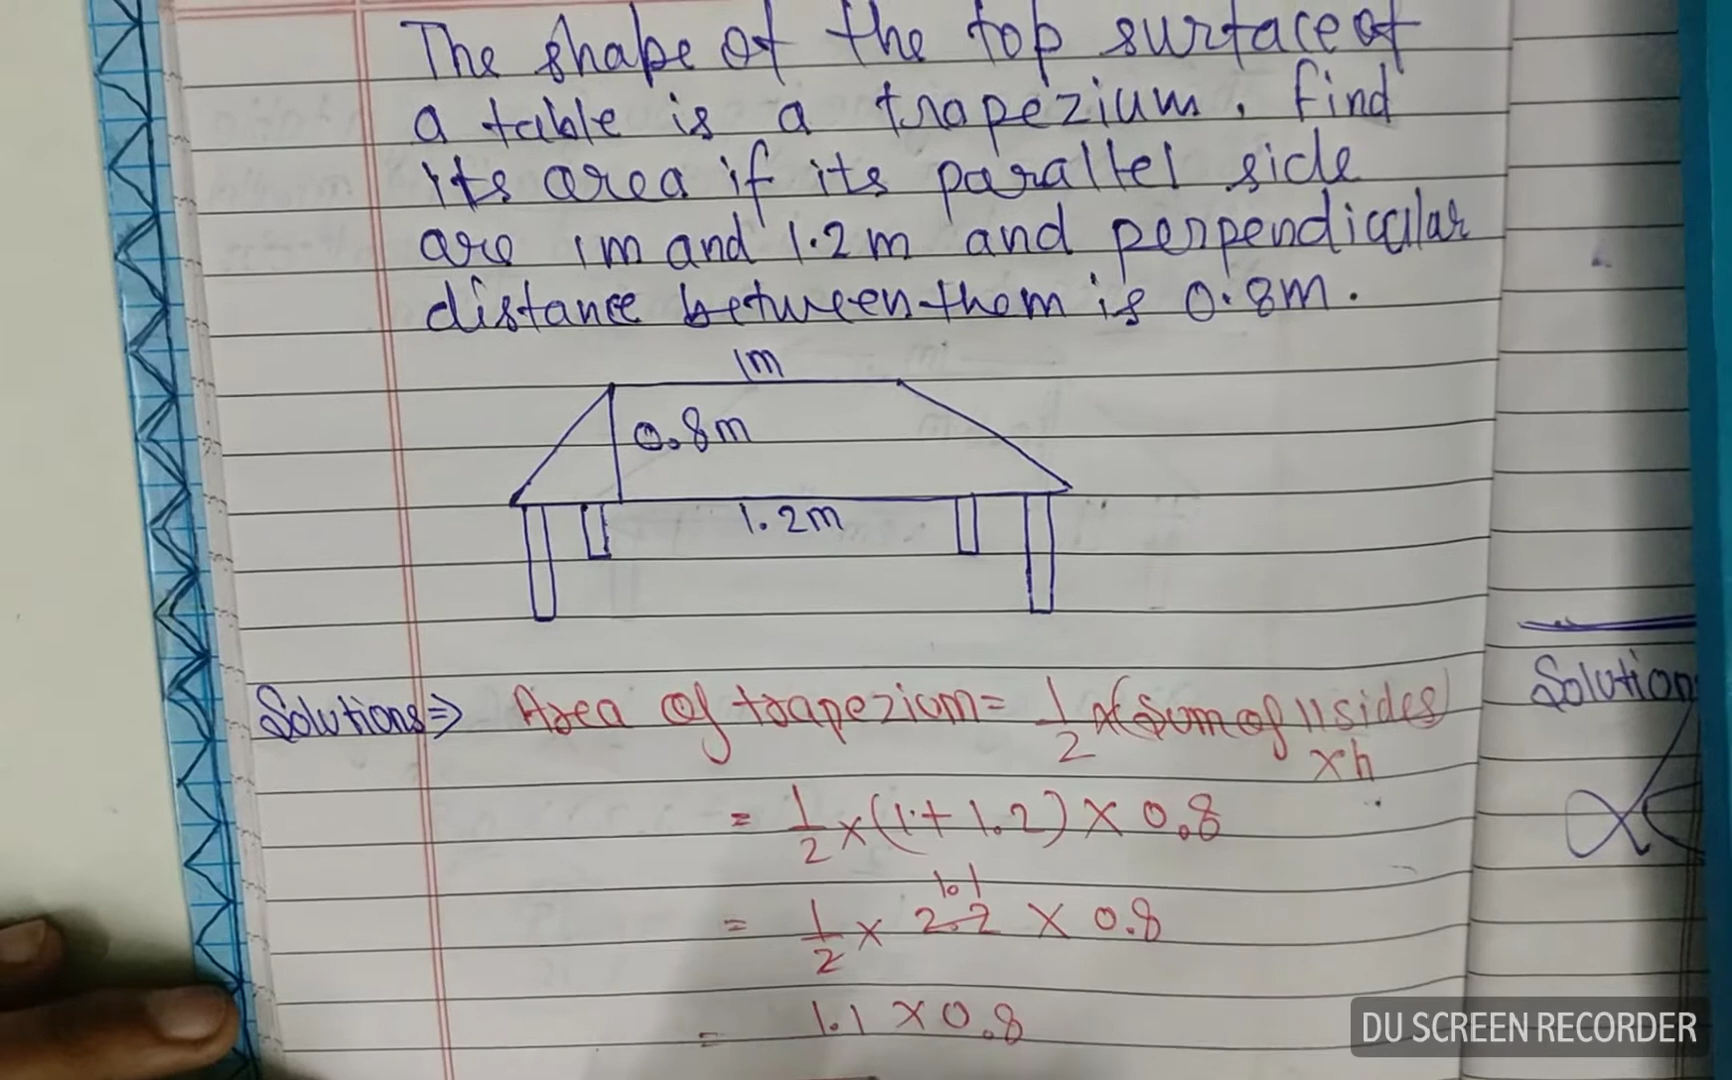 The shape of the top surface of
a table is a trapezium. Find
its area if its parallel side
are 1m and 1.2m and perpendicular
distance between them is 0.8m.
1m
0.8m
1.2m
Solutions⇒ Area of trapezium = 1/2 × (Sum of || sides)
× h
= 1/2 × (1 + 1.2) × 0.8
1.1
= 1/2 × 2.2 × 0.8
= 1.1 × 0.8
Solution
DU SCREEN RECORDER